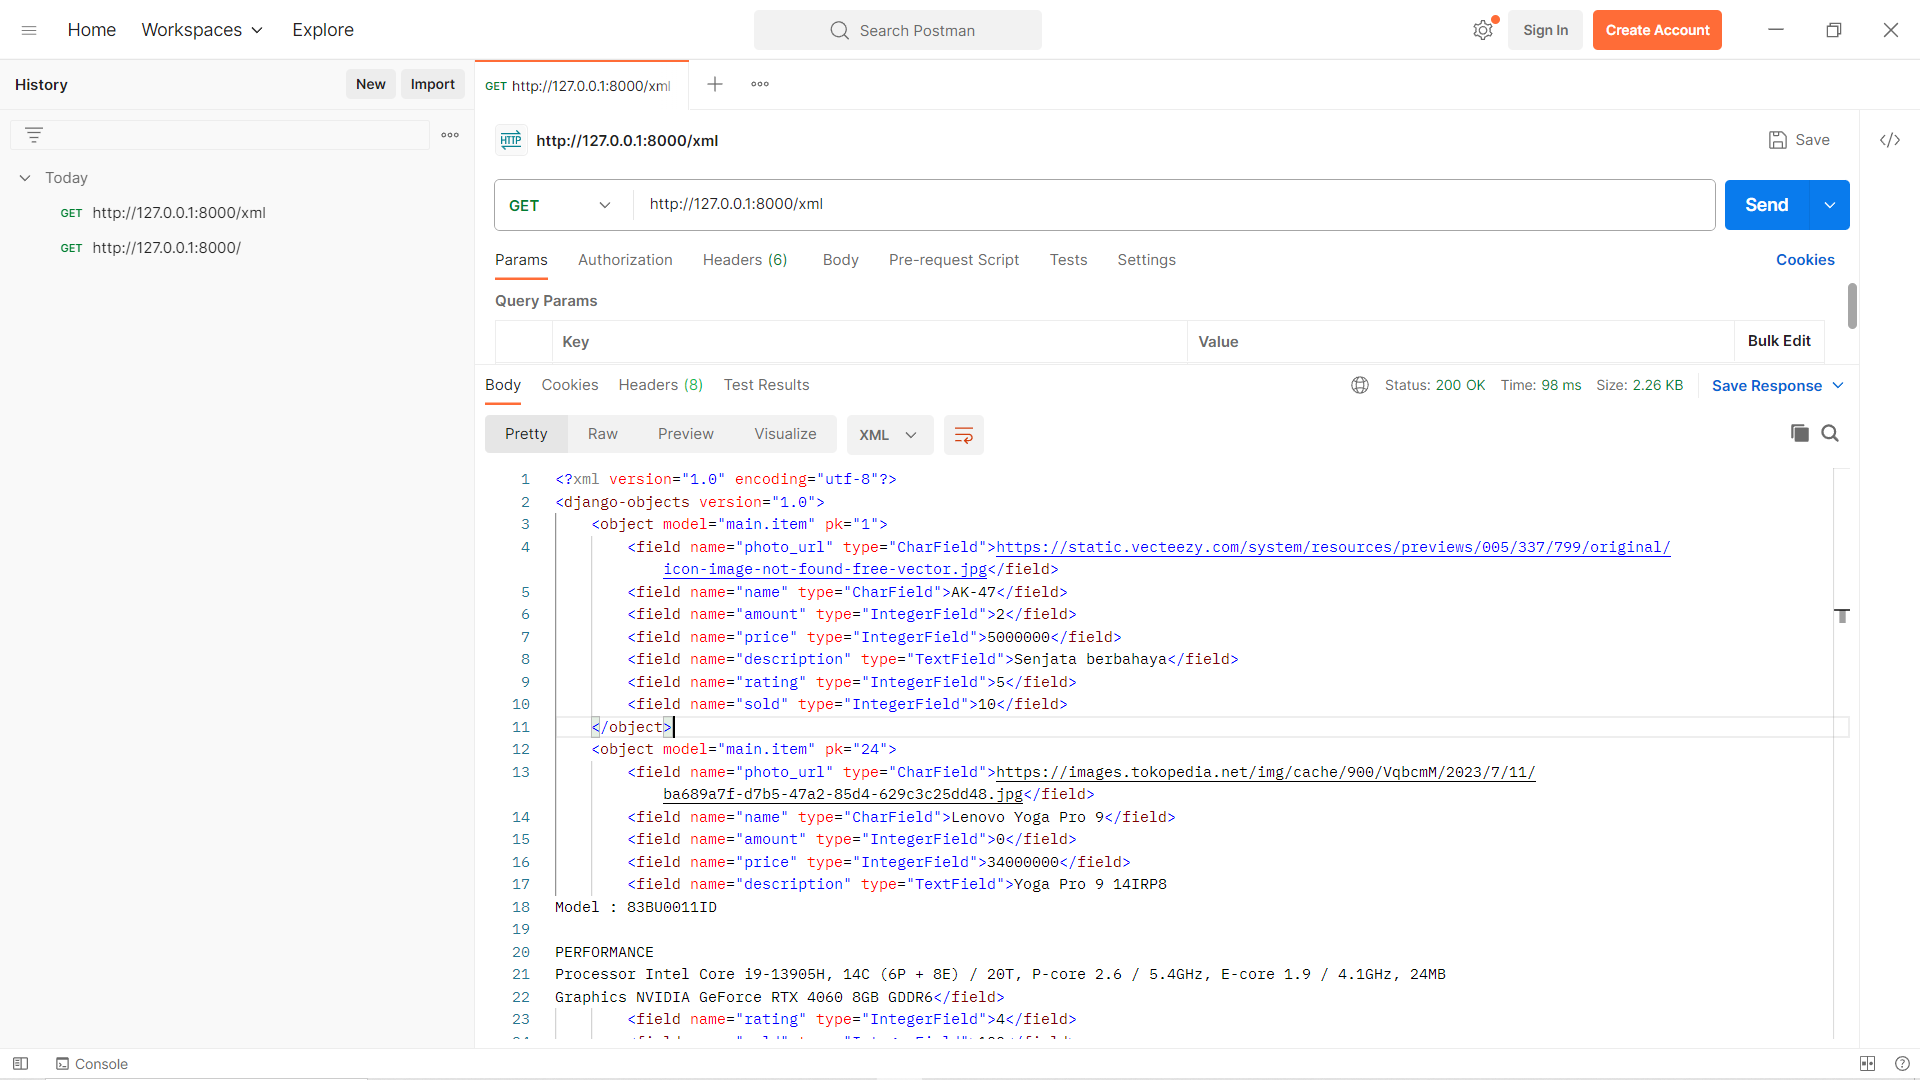 Home Workspaces Explore Search Postman Sign In Create Account
History New Import
GET http://127.0.0.1:8000/xml
HTTP http://127.0.0.1:8000/xml Save
Today
GET http://127.0.0.1:8000/xml
GET http://127.0.0.1:8000/
GET http://127.0.0.1:8000/xml Send
Params Authorization Headers (6) Body Pre-request Script Tests Settings Cookies
Query Params
Key Value Bulk Edit
Body Cookies Headers (8) Test Results Status: 200 OK Time: 98 ms Size: 2.26 KB Save Response
Pretty Raw Preview Visualize XML
1 <?xml version="1.0" encoding="utf-8"?>
2 <django-objects version="1.0">
3 <object model="main.item" pk="1">
4 <field name="photo_url" type="CharField">https://static.vecteezy.com/system/resources/previews/005/337/799/original/
icon-image-not-found-free-vector.jpg</field>
5 <field name="name" type="CharField">AK-47</field>
6 <field name="amount" type="IntegerField">2</field>
7 <field name="price" type="IntegerField">5000000</field>
8 <field name="description" type="TextField">Senjata berbahaya</field>
9 <field name="rating" type="IntegerField">5</field>
10 <field name="sold" type="IntegerField">10</field>
11 </object>
12 <object model="main.item" pk="24">
13 <field name="photo_url" type="CharField">https://images.tokopedia.net/img/cache/900/VqbcmM/2023/7/11/
ba689a7f-d7b5-47a2-85d4-629c3c25dd48.jpg</field>
14 <field name="name" type="CharField">Lenovo Yoga Pro 9</field>
15 <field name="amount" type="IntegerField">0</field>
16 <field name="price" type="IntegerField">34000000</field>
17 <field name="description" type="TextField">Yoga Pro 9 14IRP8
18 Model : 83BU0011ID
19
20 PERFORMANCE
21 Processor Intel Core i9-13905H, 14C (6P + 8E) / 20T, P-core 2.6 / 5.4GHz, E-core 1.9 / 4.1GHz, 24MB
22 Graphics NVIDIA GeForce RTX 4060 8GB GDDR6</field>
23 <field name="rating" type="IntegerField">4</field>
Console